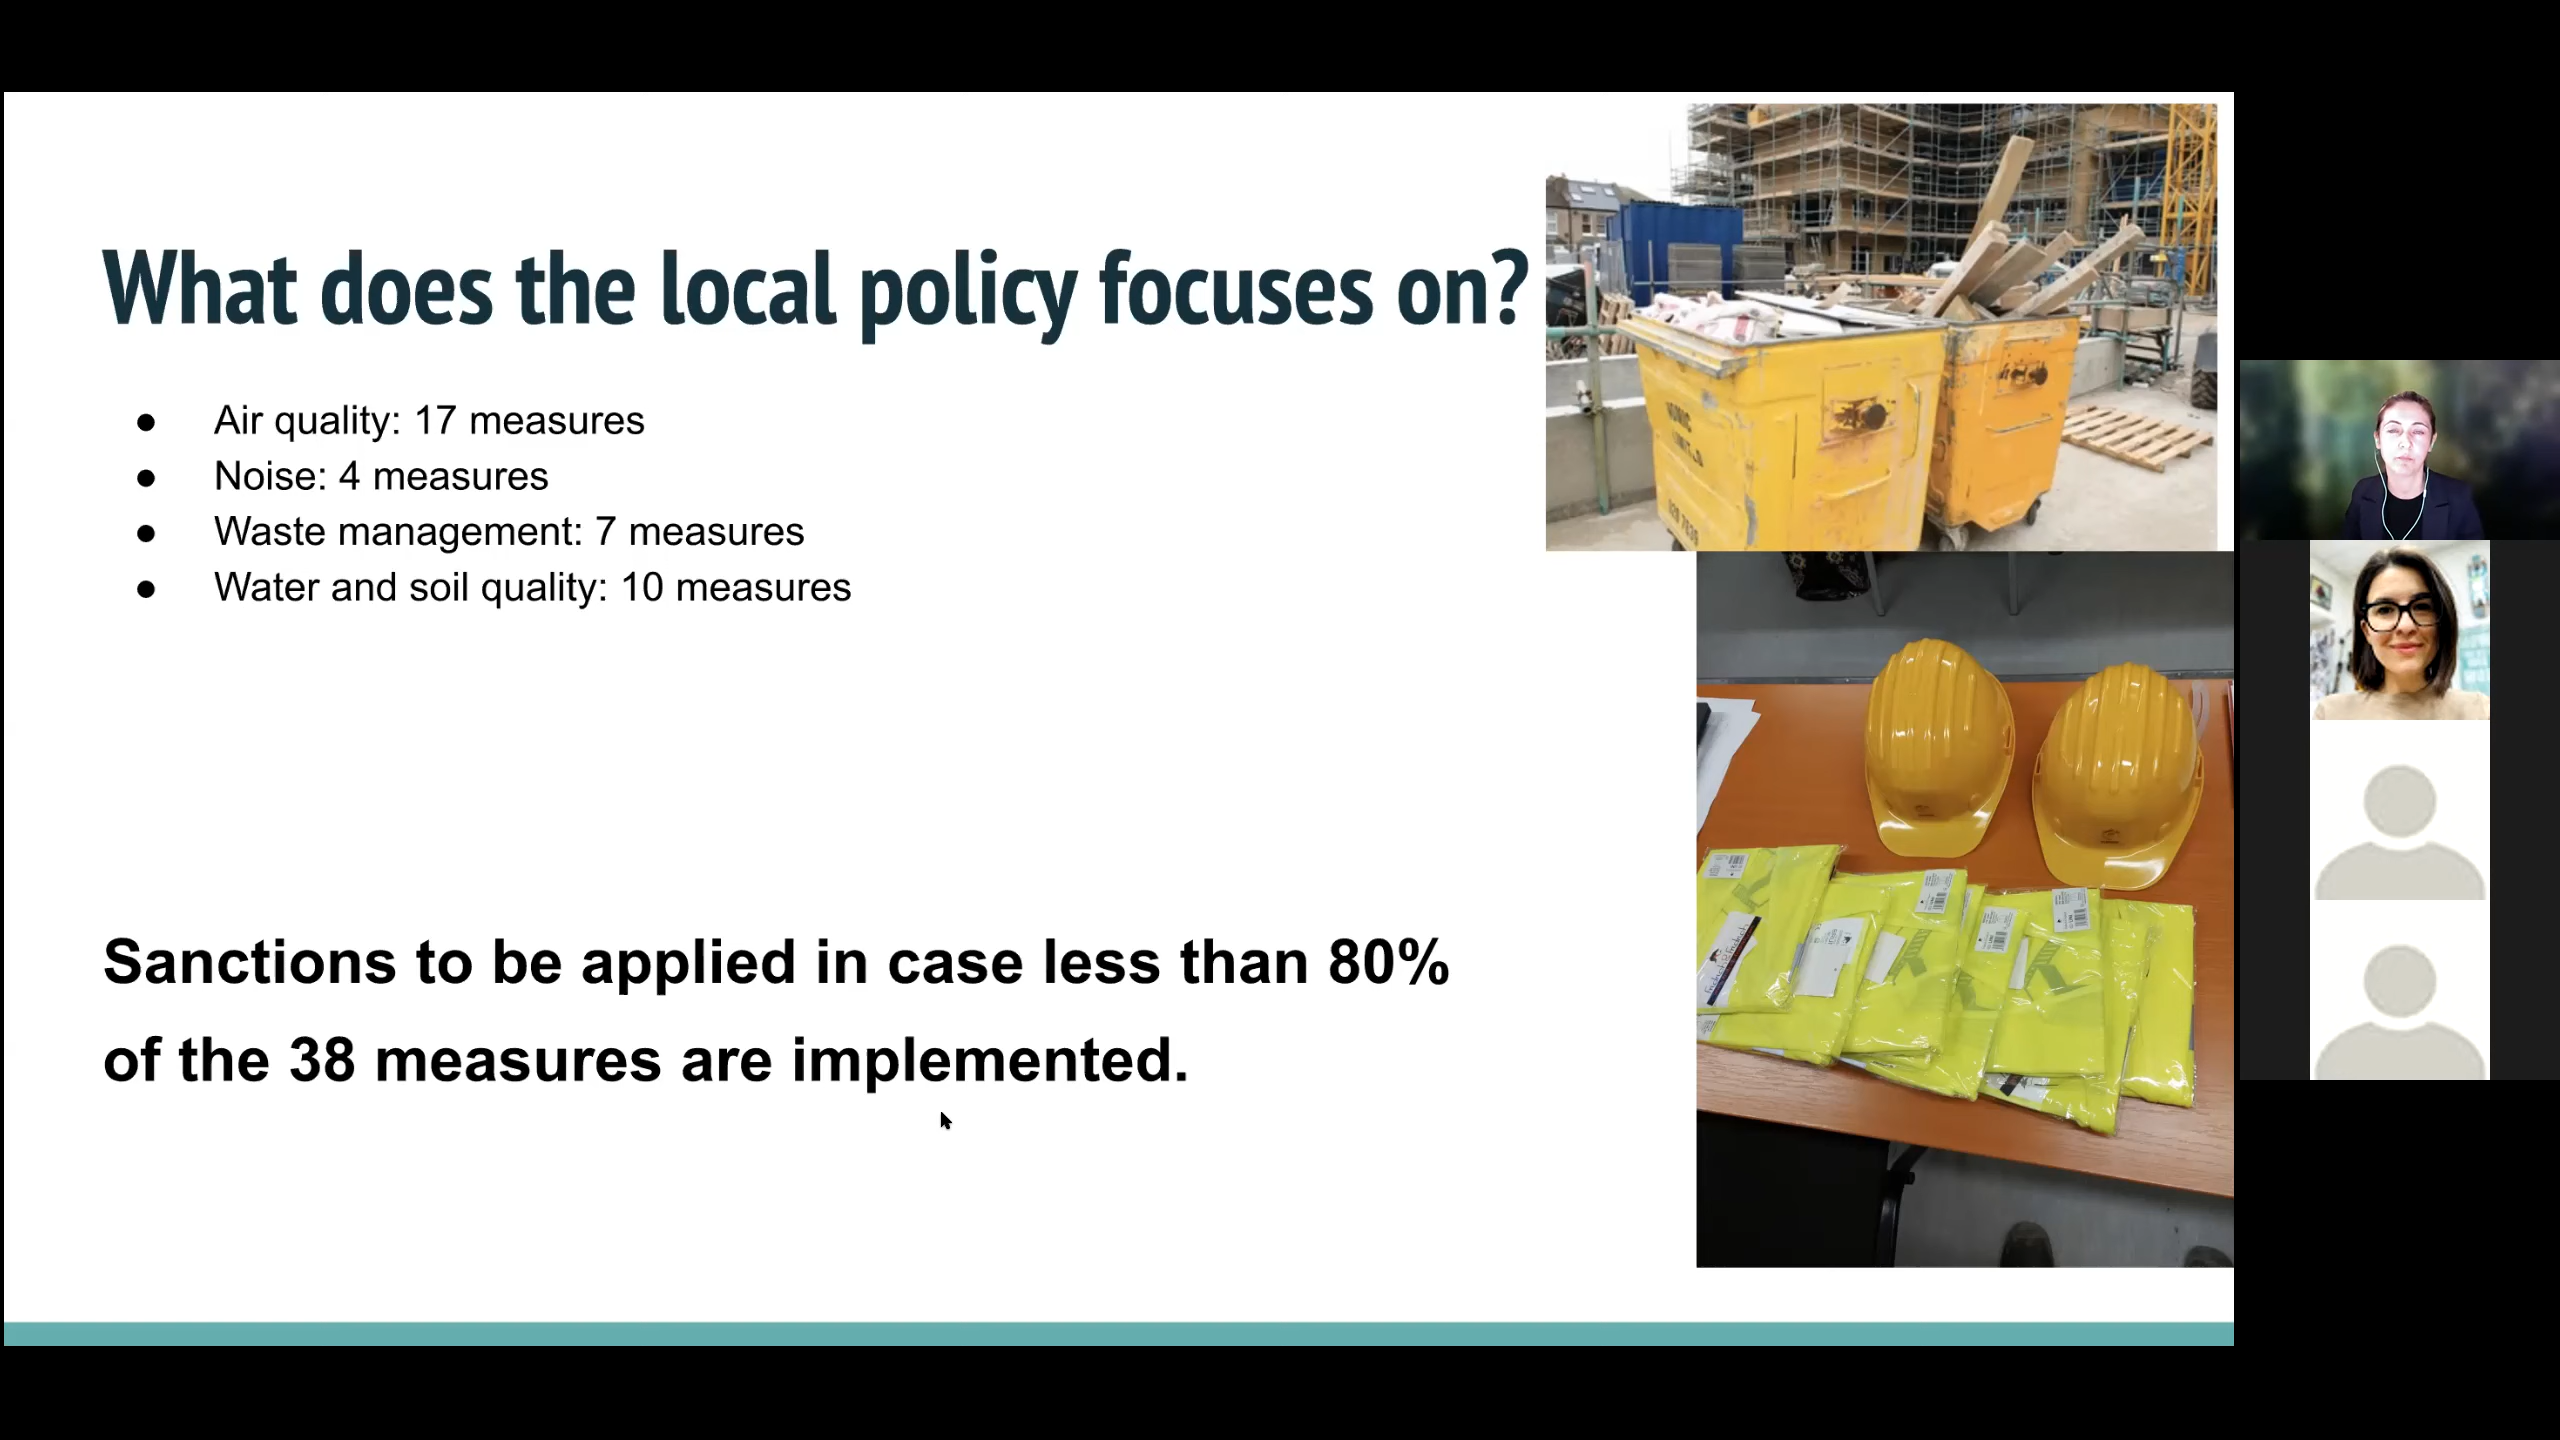 What does the local policy focuses on?
● Air quality: 17 measures
● Noise: 4 measures
● Waste management: 7 measures
● Water and soil quality: 10 measures
Sanctions to be applied in case less than 80%
of the 38 measures are implemented.